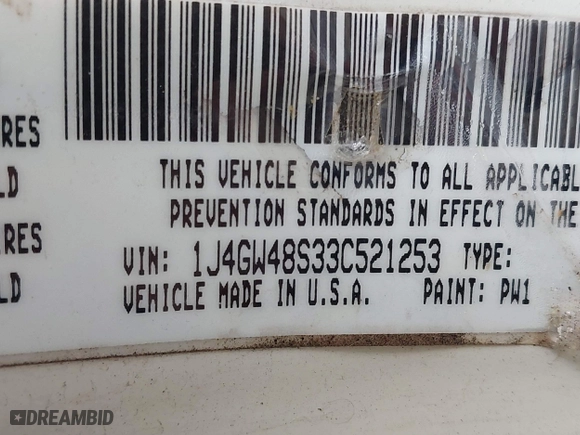 RES
LD
RES
LD
THIS VEHICLE CONFORMS TO ALL APPLICABL
PREVENTION STANDARDS IN EFFECT ON THE
VIN: 1J4GW48S33C521253 TYPE:
VEHICLE MADE IN U.S.A. PAINT: PW1
DREAMBID